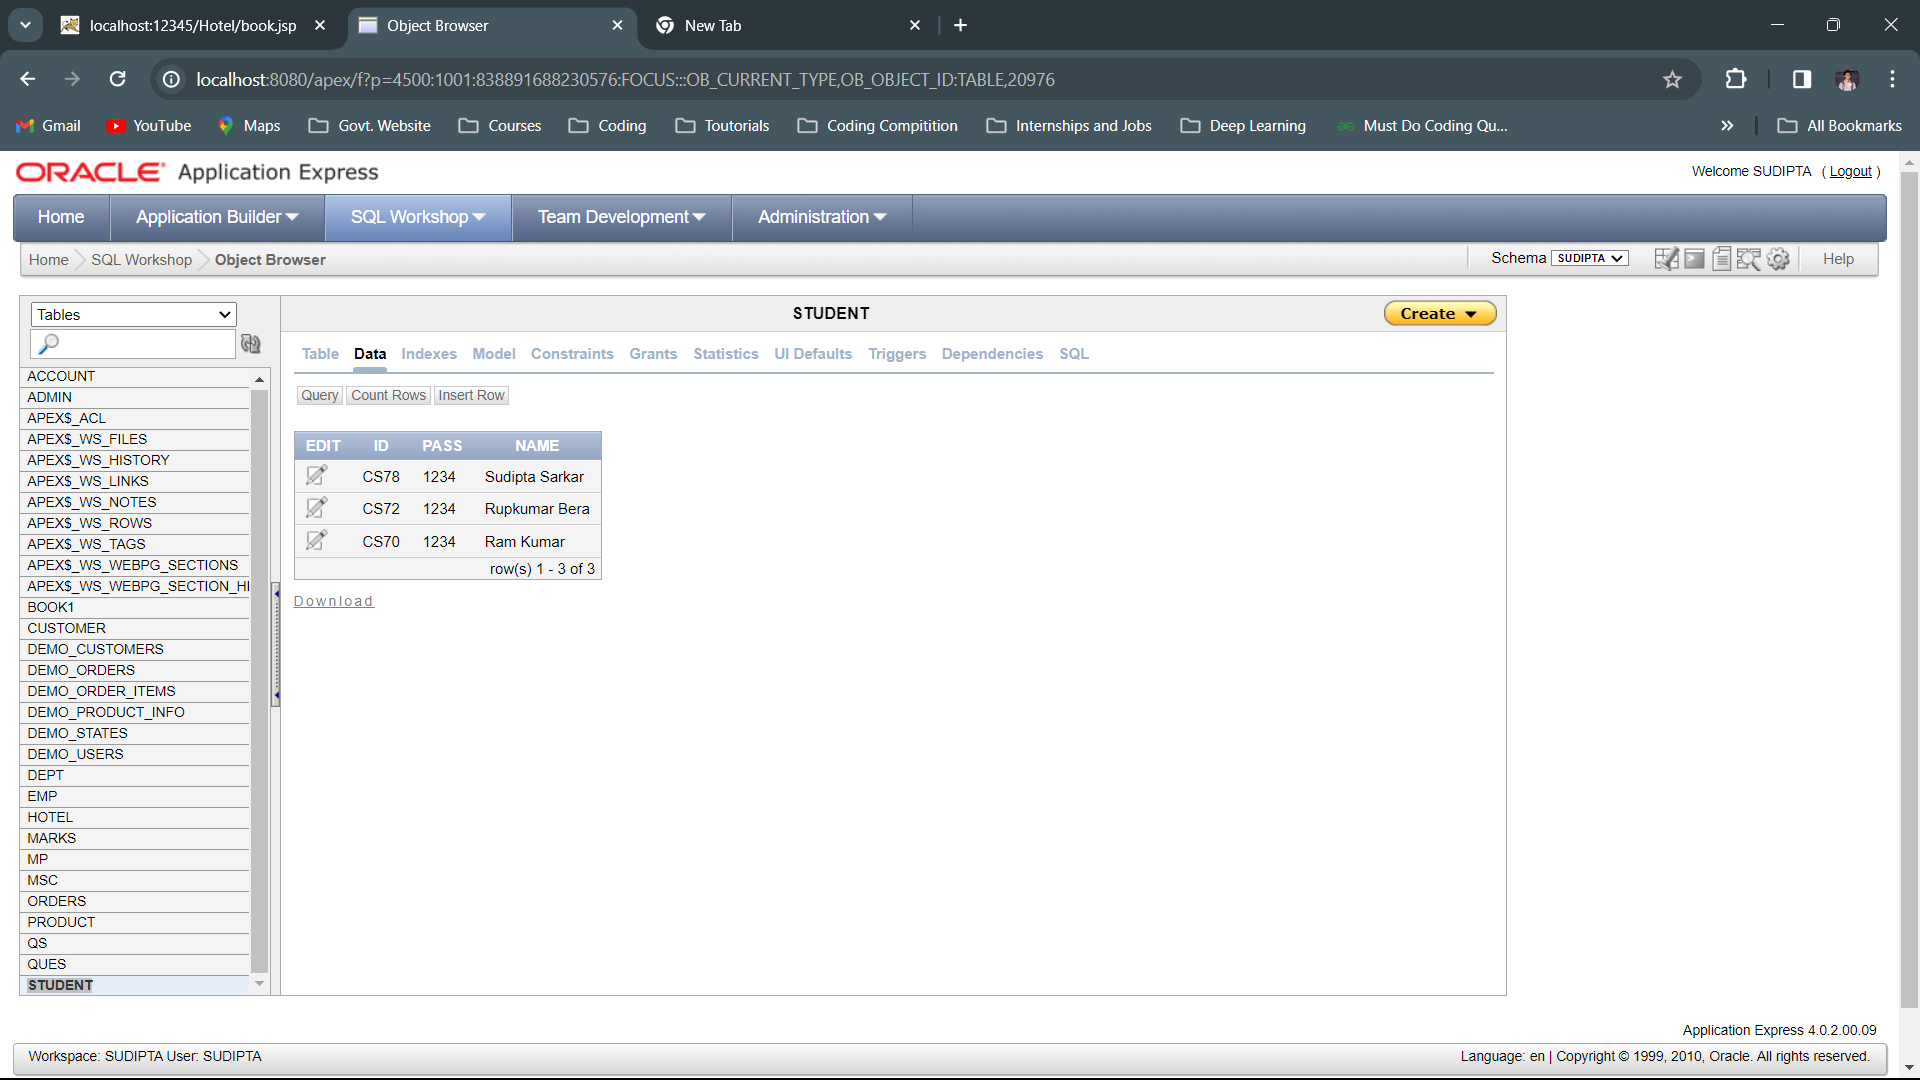 localhost:12345/Hotel/book.jsp
Object Browser
New Tab
localhost:8080/apex/f?p=4500:1001:838891688230576:FOCUS:::OB_CURRENT_TYPE,OB_OBJECT_ID:TABLE,20976
Gmail YouTube Maps Govt. Website Courses Coding Toutorials Coding Compitition Internships and Jobs Deep Learning Must Do Coding Qu... All Bookmarks
ORACLE Application Express
Welcome SUDIPTA ( Logout )
Home Application Builder SQL Workshop Team Development Administration
Home SQL Workshop Object Browser
Schema SUDIPTA Help
Tables
ACCOUNT
ADMIN
APEX$_ACL
APEX$_WS_FILES
APEX$_WS_HISTORY
APEX$_WS_LINKS
APEX$_WS_NOTES
APEX$_WS_ROWS
APEX$_WS_TAGS
APEX$_WS_WEBPG_SECTIONS
APEX$_WS_WEBPG_SECTION_HI
BOOK1
CUSTOMER
DEMO_CUSTOMERS
DEMO_ORDERS
DEMO_ORDER_ITEMS
DEMO_PRODUCT_INFO
DEMO_STATES
DEMO_USERS
DEPT
EMP
HOTEL
MARKS
MP
MSC
ORDERS
PRODUCT
QS
QUES
STUDENT
STUDENT
Create
Table Data Indexes Model Constraints Grants Statistics UI Defaults Triggers Dependencies SQL
Query Count Rows Insert Row
EDIT ID PASS NAME
CS78 1234 Sudipta Sarkar
CS72 1234 Rupkumar Bera
CS70 1234 Ram Kumar
row(s) 1 - 3 of 3
Download
Application Express 4.0.2.00.09
Workspace: SUDIPTA User: SUDIPTA
Language: en | Copyright © 1999, 2010, Oracle. All rights reserved.